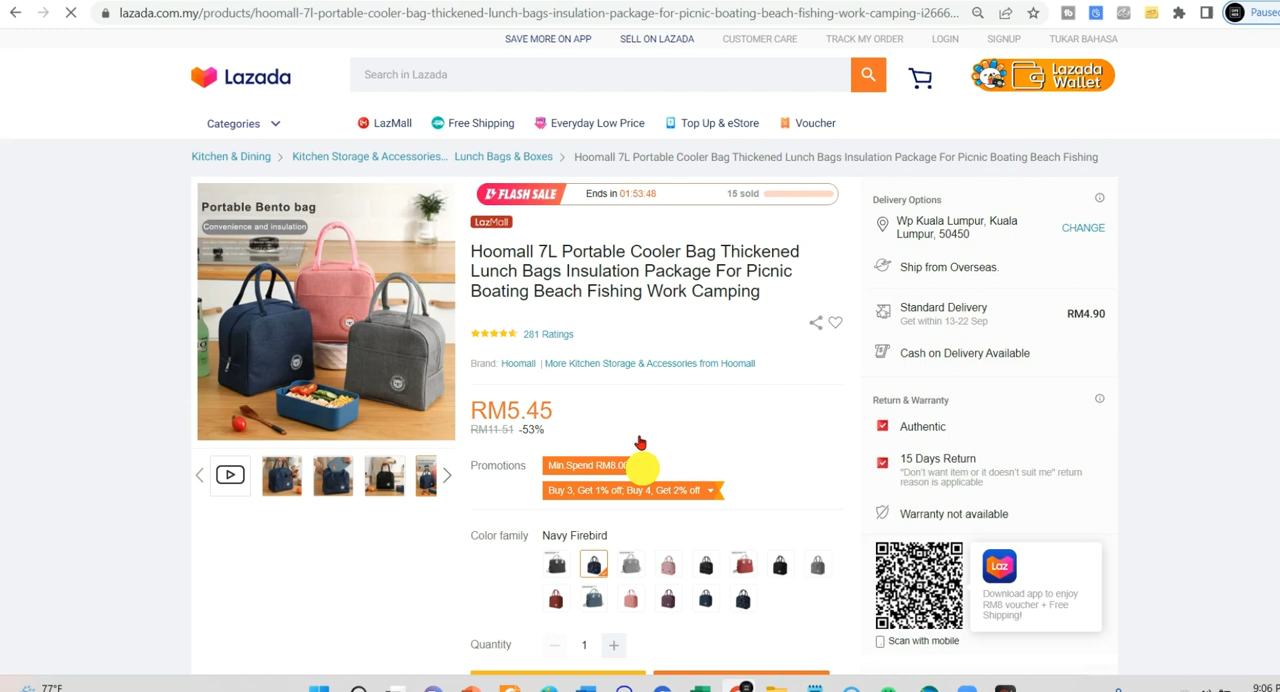 lazada.com.my/products/hoomall-7l-portable-cooler-bag-thickened-lunch-bags-insulation-package-for-picnic-boating-beach-fishing-work-camping-i2666...
Paused
SAVE MORE ON APP
SELL ON LAZADA
CUSTOMER CARE
TRACK MY ORDER
LOGIN
SIGNUP
TUKAR BAHASA
Lazada
Search in Lazada
Lazada
Wallet
Categories
LazMall
Free Shipping
Everyday Low Price
Top Up & eStore
Voucher
Kitchen & Dining > Kitchen Storage & Accessories... Lunch Bags & Boxes > Hoomall 7L Portable Cooler Bag Thickened Lunch Bags Insulation Package For Picnic Boating Beach Fishing
Portable Bento bag
Convenience and insulation
FLASH SALE
Ends in 01:53:48
15 sold
LazMall
Hoomall 7L Portable Cooler Bag Thickened
Lunch Bags Insulation Package For Picnic
Boating Beach Fishing Work Camping
281 Ratings
Brand: Hoomall | More Kitchen Storage & Accessories from Hoomall
RM5.45
RM11.51 -53%
Promotions
Min.Spend RM8.00
Buy 3, Get 1% off; Buy 4, Get 2% off
Color family
Navy Firebird
Quantity
1
Delivery Options
Wp Kuala Lumpur, Kuala
Lumpur, 50450
CHANGE
Ship from Overseas.
Standard Delivery
RM4.90
Get within 13-22 Sep
Cash on Delivery Available
Return & Warranty
Authentic
15 Days Return
"Don't want item or it doesn't suit me" return
reason is applicable
Warranty not available
Laz
Download app to enjoy
RM8 voucher + Free
Shipping!
Scan with mobile
77°F
9:06 P